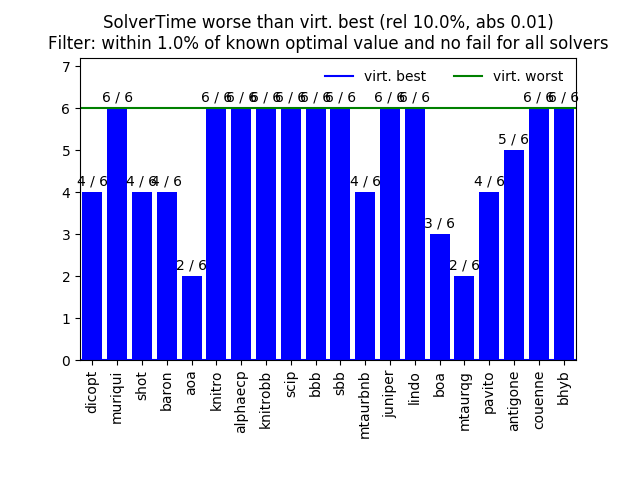 SolverTime worse than virt. best (rel 10.0%, abs 0.01)
Filter: within 1.0% of known optimal value and no fail for all solvers
virt. best
virt. worst
7
6
5
4
3
2
1
0
4 / 6
6 / 6
4 / 6
4 / 6
2 / 6
6 / 6
6 / 6
6 / 6
6 / 6
6 / 6
6 / 6
4 / 6
6 / 6
6 / 6
3 / 6
2 / 6
4 / 6
5 / 6
6 / 6
6 / 6
dicopt
muriqui
shot
baron
aoa
knitro
alphaecp
knitrobb
scip
bbb
sbb
mtaurbnb
juniper
lindo
boa
mtaurqg
pavito
antigone
couenne
bhyb